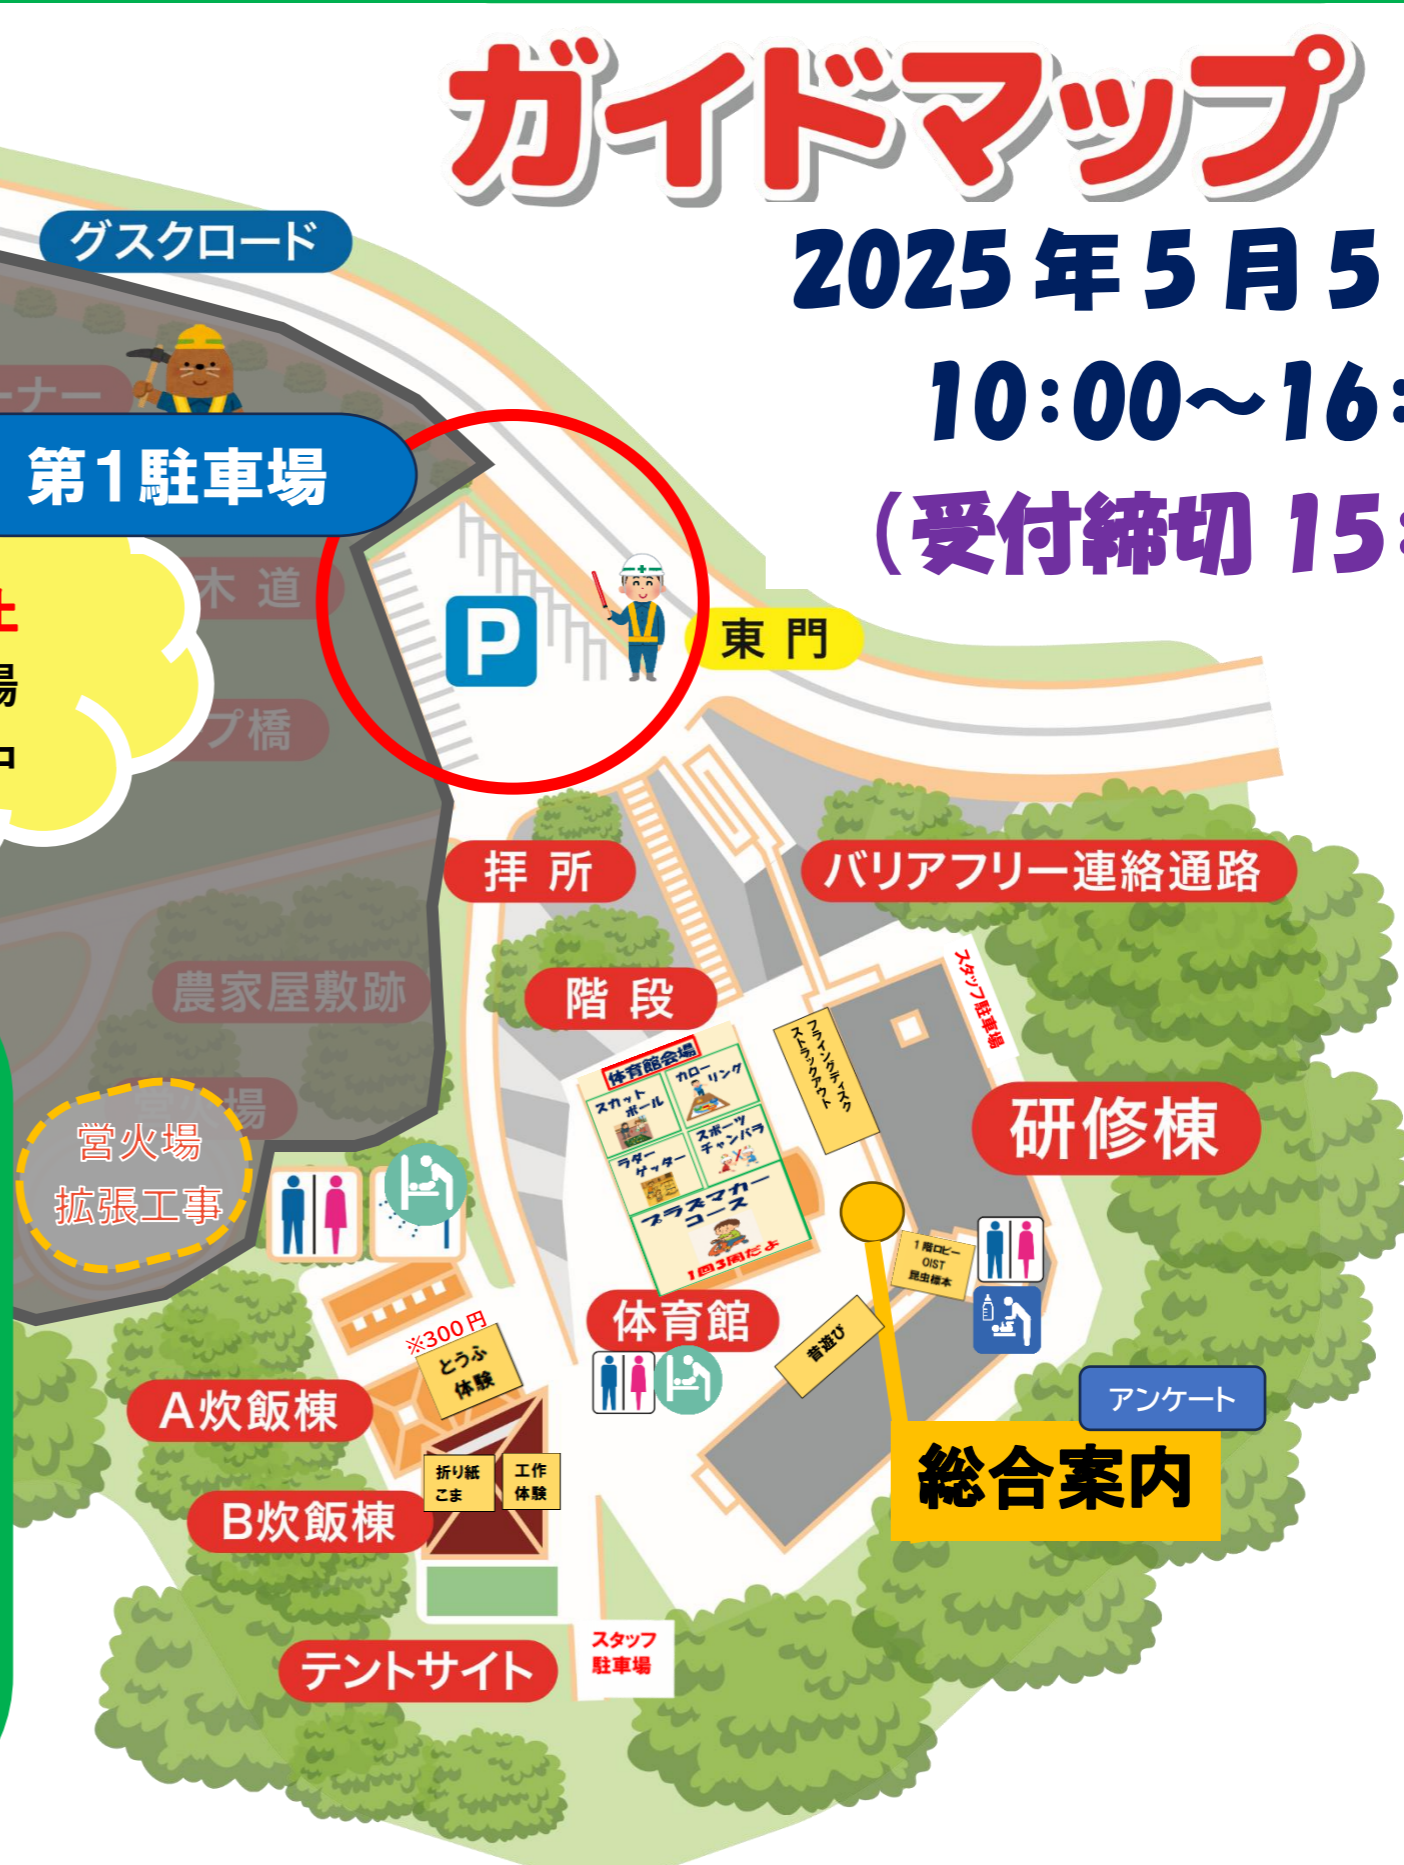 ガイドマップ
2025年5月5
10:00～16:
(受付締切 15:
グスクロード
ーナー
第1駐車場
木道
場
プ橋
東門
拝所
バリアフリー連絡通路
農家屋敷跡
階段
スタッフ駐車場
フライングディスク
ストラックアウト
体育館会場
スカット
ボール
カロー
リング
ラダー
ゲッター
スポーツ
チャンバラ
プラズマカー
コース
1回3周だよ
研修棟
営火場
拡張工事
1階ロビー
OIST
昆虫標本
体育館
昔遊び
※300円
とうふ
体験
A炊飯棟
折り紙
こま
工作
体験
B炊飯棟
アンケート
総合案内
テントサイト
スタッフ
駐車場
P